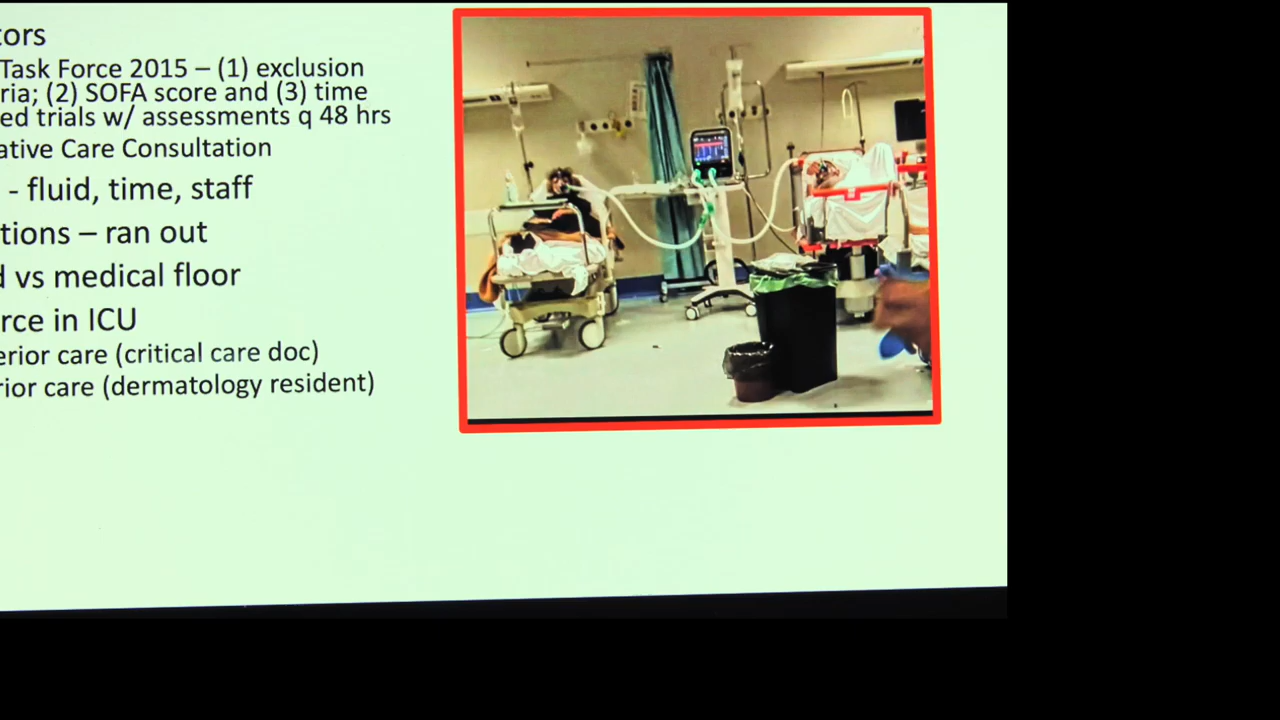 tors
Task Force 2015 – (1) exclusion
ria; (2) SOFA score and (3) time
ed trials w/ assessments q 48 hrs
ative Care Consultation
- fluid, time, staff
tions – ran out
d vs medical floor
rce in ICU
erior care (critical care doc)
rior care (dermatology resident)